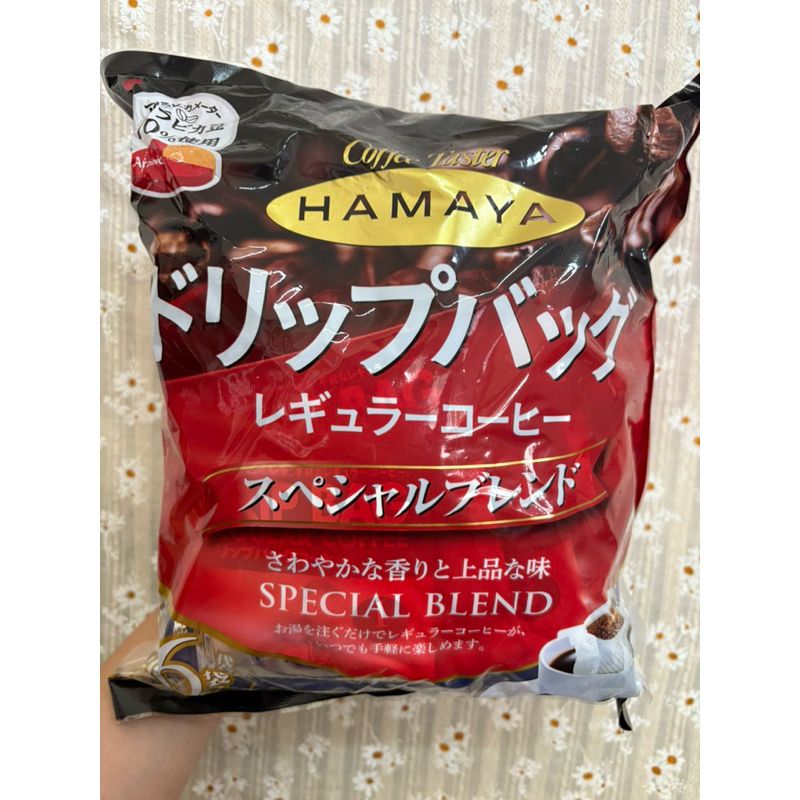 Coffee Taster
HAMAYA
ドリップバッグ
レギュラーコーヒー
スペシャルブレンド
さわやかな香りと上品な味
SPECIAL BLEND
お湯を注ぐだけでレギュラーコーヒーが、
いつでも手軽に楽しめます。